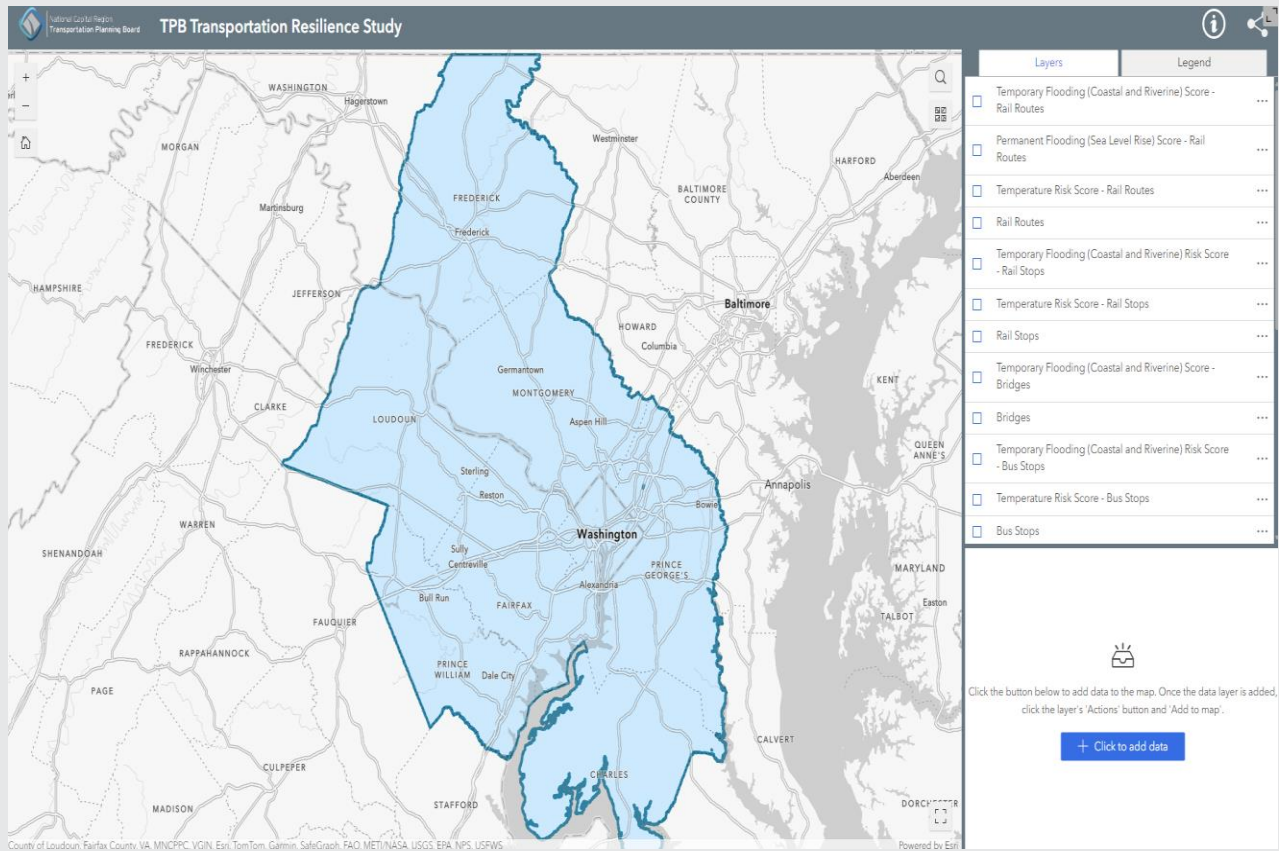 National Capital Region
Transportation Planning Board
TPB Transportation Resilience Study
Layers
Legend
Temporary Flooding (Coastal and Riverine) Score -
Rail Routes
Permanent Flooding (Sea Level Rise) Score - Rail
Routes
Temperature Risk Score - Rail Routes
Rail Routes
Temporary Flooding (Coastal and Riverine) Risk Score
- Rail Stops
Temperature Risk Score - Rail Stops
Rail Stops
Temporary Flooding (Coastal and Riverine) Score -
Bridges
Bridges
Temporary Flooding (Coastal and Riverine) Risk Score
- Bus Stops
Temperature Risk Score - Bus Stops
Bus Stops
Click the button below to add data to the map. Once the data layer is added,
click the layer's 'Actions' button and 'Add to map'.
+ Click to add data
WASHINGTON
Hagerstown
MORGAN
Westminster
HARFORD
Aberdeen
BALTIMORE
COUNTY
FREDERICK
Martinsburg
Frederick
HAMPSHIRE
JEFFERSON
Baltimore
HOWARD
Columbia
FREDERICK
Winchester
Germantown
MONTGOMERY
KENT
CLARKE
LOUDOUN
Aspen Hill
QUEEN
ANNE'S
Sterling
Reston
Annapolis
Bowie
WARREN
Washington
SHENANDOAH
Sully
Centreville
PRINCE
GEORGE'S
MARYLAND
Alexandria
Bull Run
FAIRFAX
Easton
TALBOT
FAUQUIER
RAPPAHANNOCK
PRINCE
WILLIAM
Dale City
PAGE
CALVERT
CULPEPER
CHARLES
STAFFORD
MADISON
County of Loudoun, Fairfax County, VA, MNCPPC, VGIN, Esri, TomTom, Garmin, SafeGraph, FAO, METI/NASA, USGS, EPA, NPS, USFWS
Powered by Esri